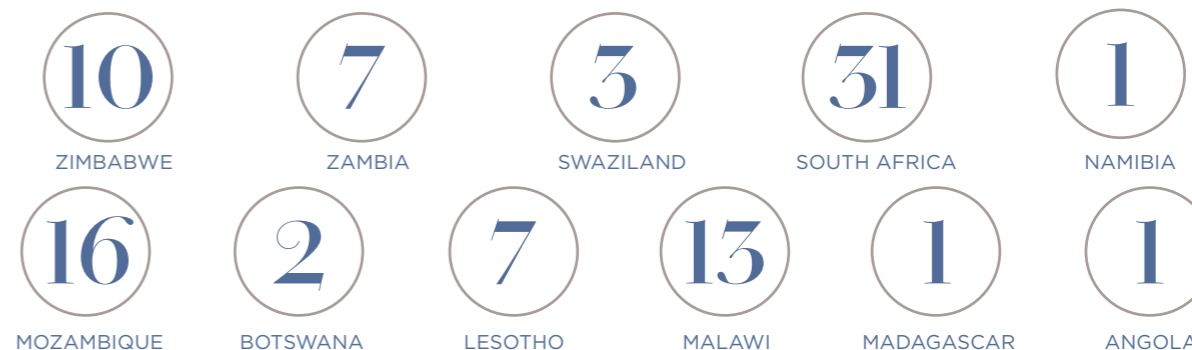 10 7 3 31 1
ZIMBABWE ZAMBIA SWAZILAND SOUTH AFRICA NAMIBIA
16 2 7 13 1 1
MOZAMBIQUE BOTSWANA LESOTHO MALAWI MADAGASCAR ANGOLA